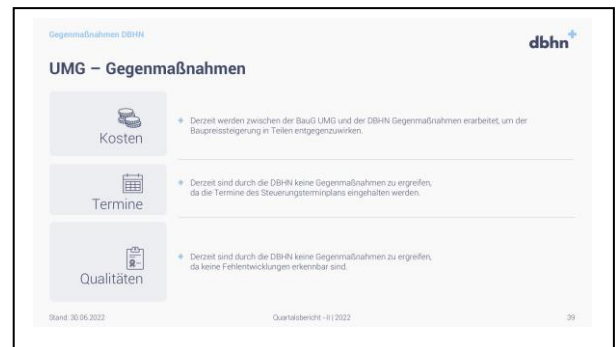 Gegenmaßnahmen DBHN
dbhn
UMG – Gegenmaßnahmen
Kosten
Derzeit werden zwischen der BauG UMG und der DBHN Gegenmaßnahmen erarbeitet, um der
Baupreissteigerung in Teilen entgegenzuwirken.
Termine
Derzeit sind durch die DBHN keine Gegenmaßnahmen zu ergreifen,
da die Termine des Steuerungsterminplans eingehalten werden.
Qualitäten
Derzeit sind durch die DBHN keine Gegenmaßnahmen zu ergreifen,
da keine Fehlentwicklungen erkennbar sind.
Stand: 30.06.2022
Quartalsbericht - II | 2022
39